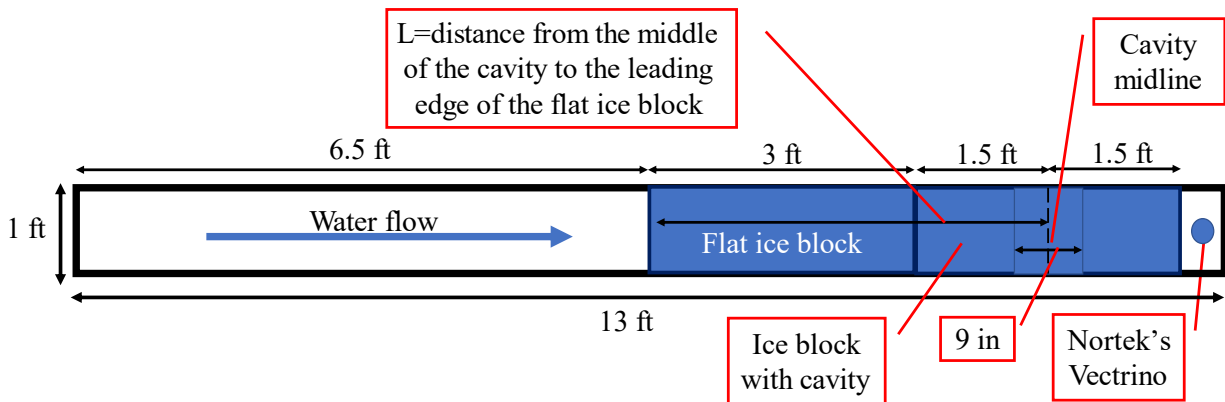 L=distance from the middle
of the cavity to the leading
edge of the flat ice block
Cavity
midline
6.5 ft
3 ft
1.5 ft
1.5 ft
1 ft
Water flow
Flat ice block
13 ft
Ice block
with cavity
9 in
Nortek's
Vectrino